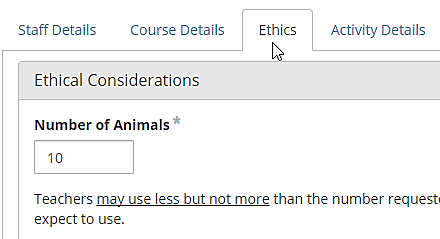 Staff Details Course Details Ethics Activity Details
Ethical Considerations
Number of Animals *
10
Teachers may use less but not more than the number
expect to use.